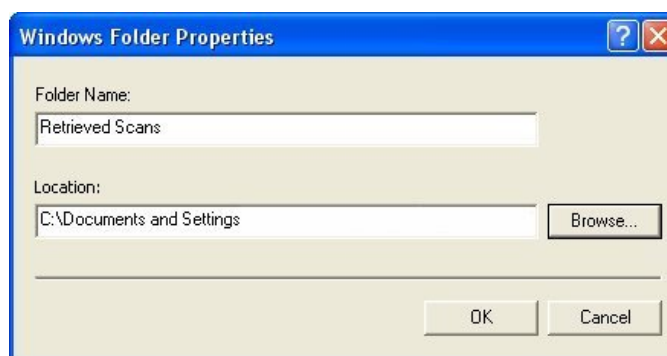 Windows Folder Properties
?
X
Folder Name:
Retrieved Scans
Location:
C:\Documents and Settings
Browse...
OK
Cancel